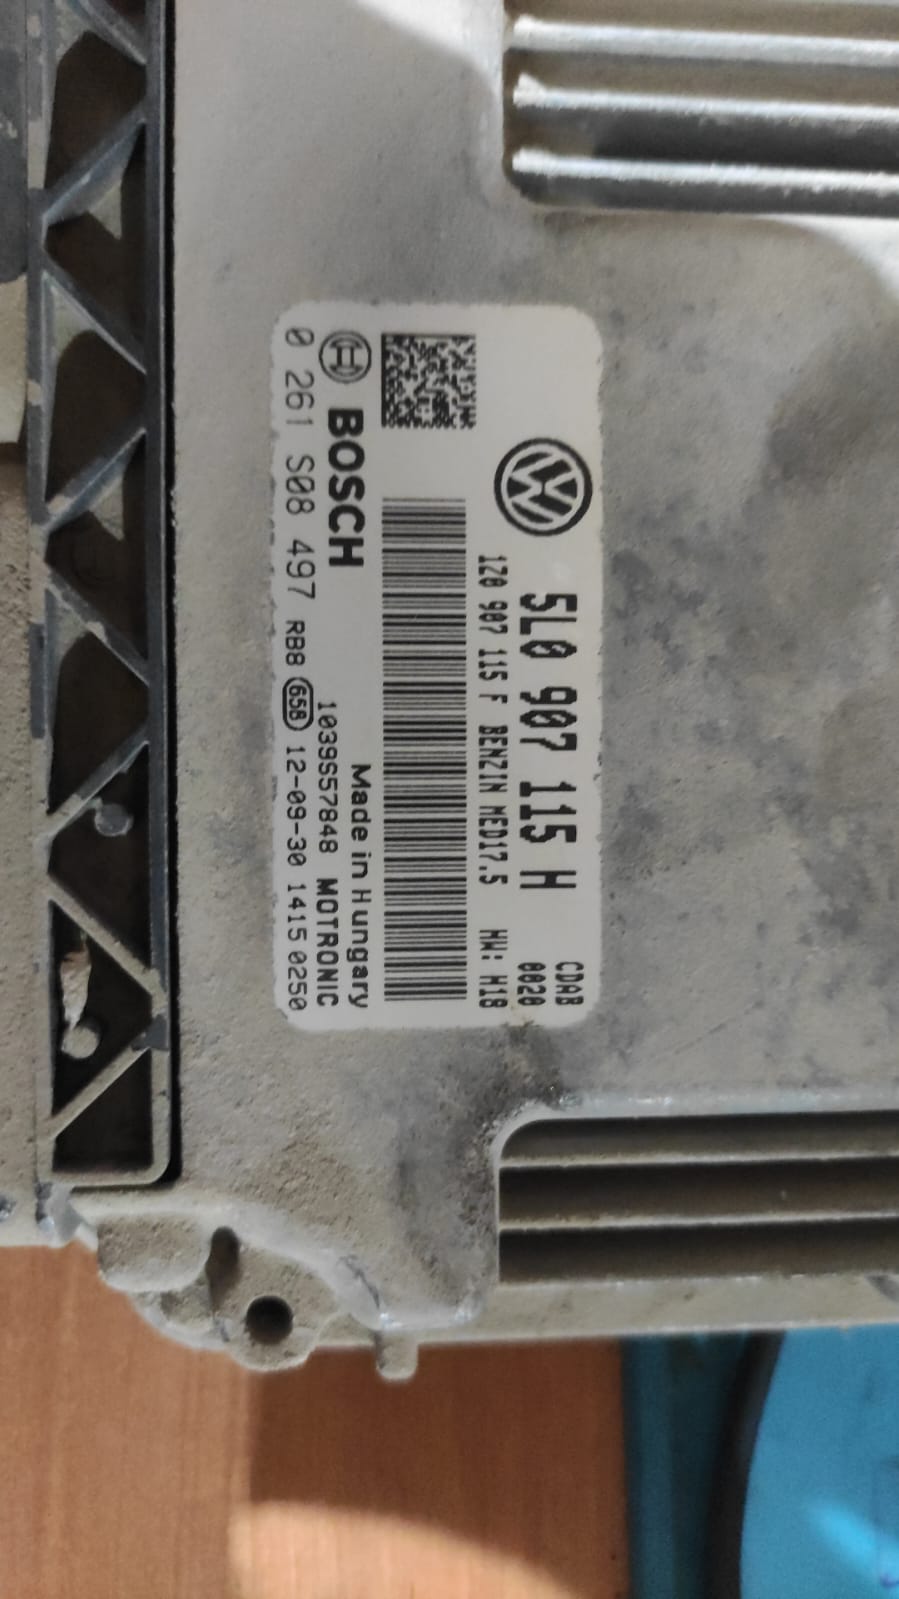 CDAB
5L0 907 115 H 0020
1Z0 907 115 F BENZIN MED17.5 HW: H18
Made in Hungary
BOSCH 1039S57848 MOTRONIC
0 261 S08 497 RB8 658 12-09-30 1415 0250